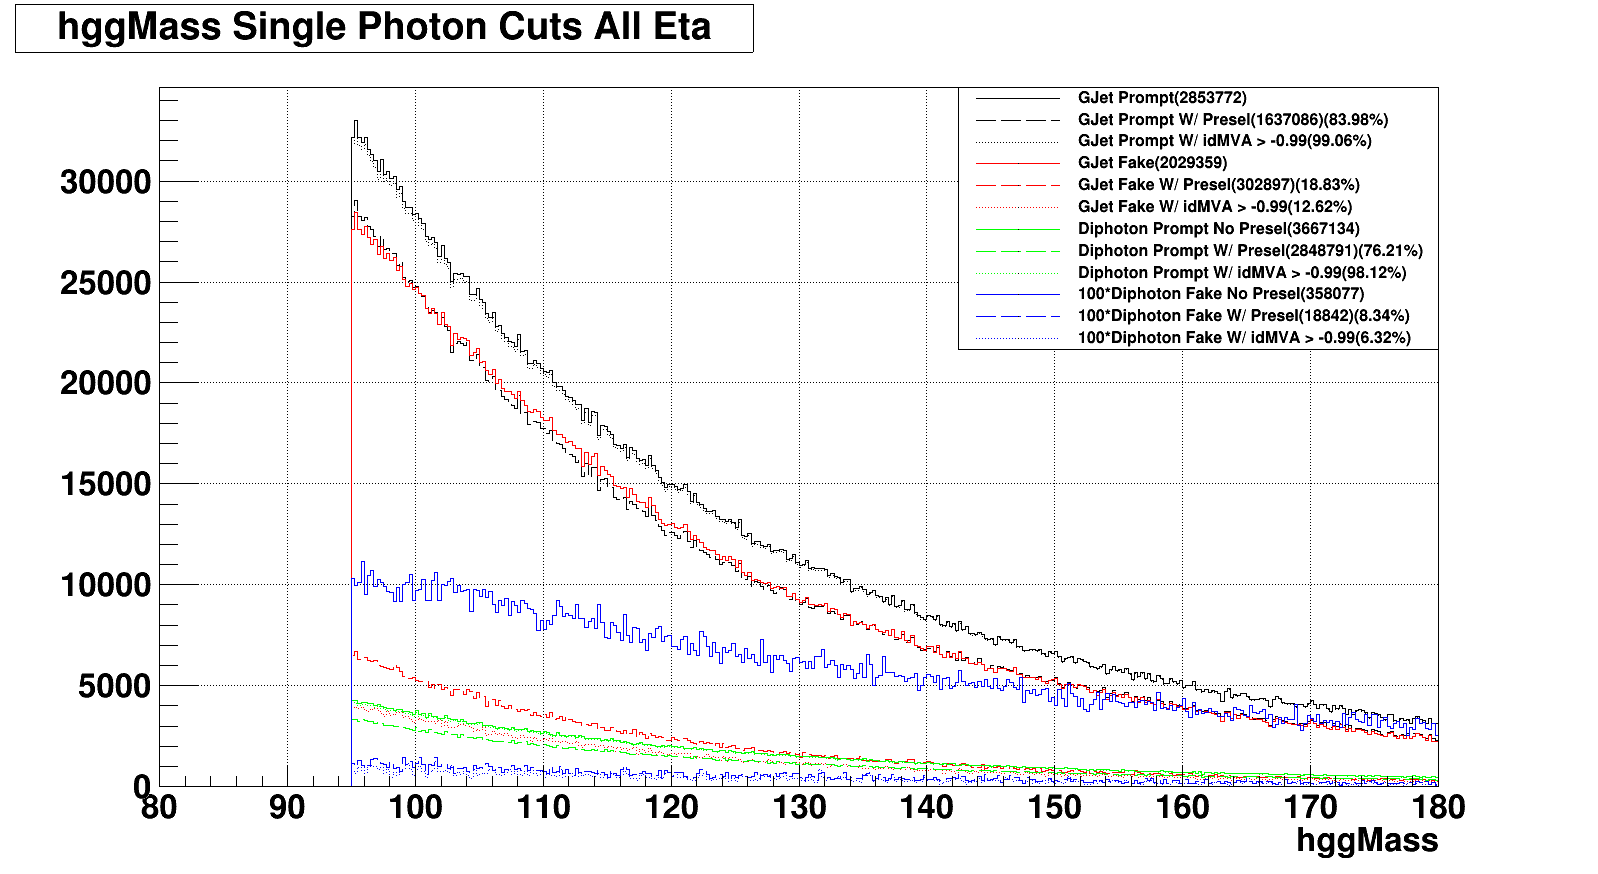 hggMass Single Photon Cuts All Eta
GJet Prompt(2853772)
GJet Prompt W/ Presel(1637086)(83.98%)
GJet Prompt W/ idMVA > -0.99(99.06%)
GJet Fake(2029359)
GJet Fake W/ Presel(302897)(18.83%)
GJet Fake W/ idMVA > -0.99(12.62%)
Diphoton Prompt No Presel(3667134)
Diphoton Prompt W/ Presel(2848791)(76.21%)
Diphoton Prompt W/ idMVA > -0.99(98.12%)
100*Diphoton Fake No Presel(358077)
100*Diphoton Fake W/ Presel(18842)(8.34%)
100*Diphoton Fake W/ idMVA > -0.99(6.32%)
30000
25000
20000
15000
10000
5000
0
80 90 100 110 120 130 140 150 160 170 180
hggMass